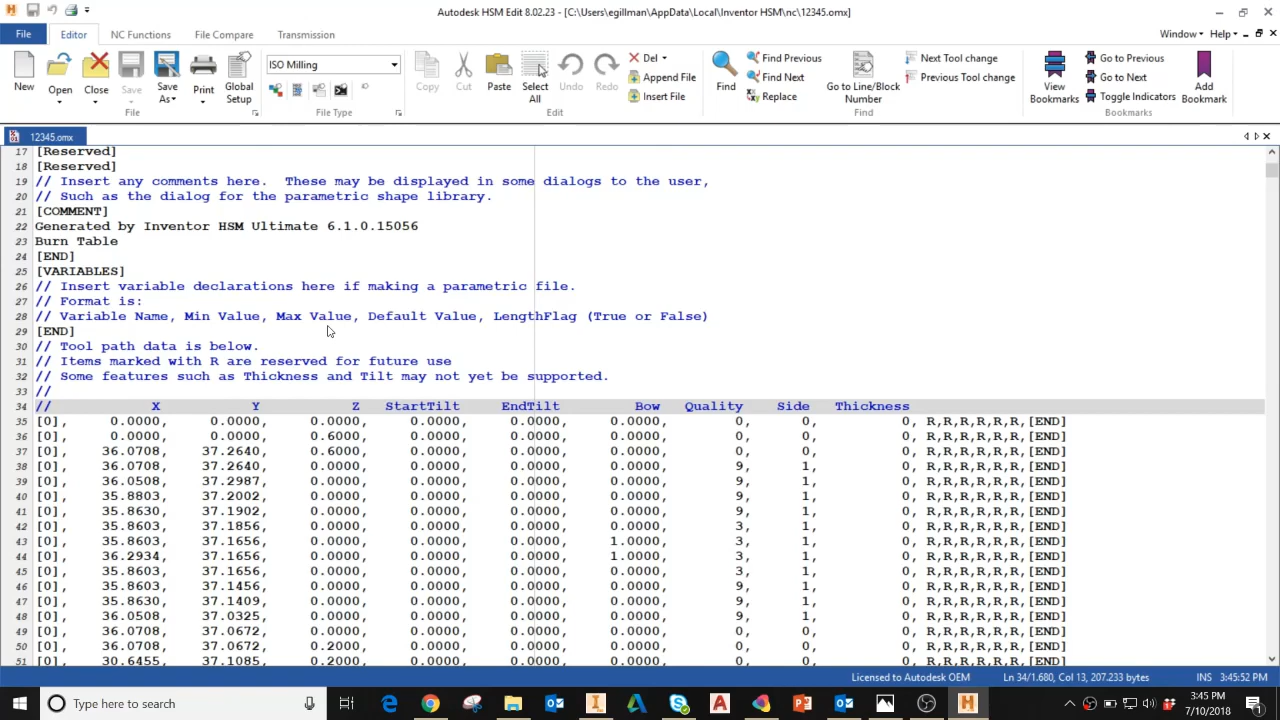 Autodesk HSM Edit 8.02.23 - [C:\Users\egillman\AppData\Local\Inventor HSM\nc\12345.omx]
File Editor NC Functions File Compare Transmission Window Help
New Open Close Save Save As Print Global Setup
ISO Milling
Copy Cut Paste Select All Undo Redo
Del
Append File
Insert File
Find
Find Previous
Find Next
Replace
Go to Line/Block Number
Next Tool change
Previous Tool change
View Bookmarks
Go to Previous
Go to Next
Toggle Indicators
Add Bookmark
File File Type Edit Find Bookmarks
12345.omx
17 [Reserved]
18 [Reserved]
19 // Insert any comments here.  These may be displayed in some dialogs to the user,
20 // Such as the dialog for the parametric shape library.
21 [COMMENT]
22 Generated by Inventor HSM Ultimate 6.1.0.15056
23 Burn Table
24 [END]
25 [VARIABLES]
26 // Insert variable declarations here if making a parametric file.
27 // Format is:
28 // Variable Name, Min Value, Max Value, Default Value, LengthFlag (True or False)
29 [END]
30 // Tool path data is below.
31 // Items marked with R are reserved for future use
32 // Some features such as Thickness and Tilt may not yet be supported.
33 //
34 // X Y Z StartTilt EndTilt Bow Quality Side Thickness
35 [0], 0.0000, 0.0000, 0.0000, 0.0000, 0.0000, 0.0000, 0, 0, 0, R,R,R,R,R,R,[END]
36 [0], 0.0000, 0.0000, 0.6000, 0.0000, 0.0000, 0.0000, 0, 0, 0, R,R,R,R,R,R,[END]
37 [0], 36.0708, 37.2640, 0.6000, 0.0000, 0.0000, 0.0000, 0, 0, 0, R,R,R,R,R,R,[END]
38 [0], 36.0708, 37.2640, 0.0000, 0.0000, 0.0000, 0.0000, 9, 1, 0, R,R,R,R,R,R,[END]
39 [0], 36.0508, 37.2987, 0.0000, 0.0000, 0.0000, 0.0000, 9, 1, 0, R,R,R,R,R,R,[END]
40 [0], 35.8803, 37.2002, 0.0000, 0.0000, 0.0000, 0.0000, 9, 1, 0, R,R,R,R,R,R,[END]
41 [0], 35.8630, 37.1902, 0.0000, 0.0000, 0.0000, 0.0000, 9, 1, 0, R,R,R,R,R,R,[END]
42 [0], 35.8603, 37.1856, 0.0000, 0.0000, 0.0000, 0.0000, 3, 1, 0, R,R,R,R,R,R,[END]
43 [0], 35.8603, 37.1656, 0.0000, 0.0000, 0.0000, 1.0000, 3, 1, 0, R,R,R,R,R,R,[END]
44 [0], 36.2934, 37.1656, 0.0000, 0.0000, 0.0000, 1.0000, 3, 1, 0, R,R,R,R,R,R,[END]
45 [0], 35.8603, 37.1656, 0.0000, 0.0000, 0.0000, 0.0000, 3, 1, 0, R,R,R,R,R,R,[END]
46 [0], 35.8603, 37.1456, 0.0000, 0.0000, 0.0000, 0.0000, 9, 1, 0, R,R,R,R,R,R,[END]
47 [0], 35.8630, 37.1409, 0.0000, 0.0000, 0.0000, 0.0000, 9, 1, 0, R,R,R,R,R,R,[END]
48 [0], 36.0508, 37.0325, 0.0000, 0.0000, 0.0000, 0.0000, 9, 1, 0, R,R,R,R,R,R,[END]
49 [0], 36.0708, 37.0672, 0.0000, 0.0000, 0.0000, 0.0000, 0, 0, 0, R,R,R,R,R,R,[END]
50 [0], 36.0708, 37.0672, 0.2000, 0.0000, 0.0000, 0.0000, 0, 0, 0, R,R,R,R,R,R,[END]
51 [0], 30.6455, 37.1085, 0.2000, 0.0000, 0.0000, 0.0000, 0, 0, 0, R,R,R,R,R,R,[END]
Licensed to Autodesk OEM Ln 34/1.680, Col 13, 207.233 bytes INS 3:45:52 PM
Type here to search
3:45 PM
7/10/2018